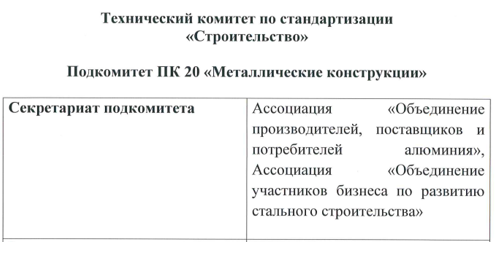 Технический комитет по стандартизации
«Строительство»
Подкомитет ПК 20 «Металлические конструкции»
Секретариат подкомитета
Ассоциация «Объединение
производителей, поставщиков и
потребителей алюминия»,
Ассоциация «Объединение
участников бизнеса по развитию
стального строительства»